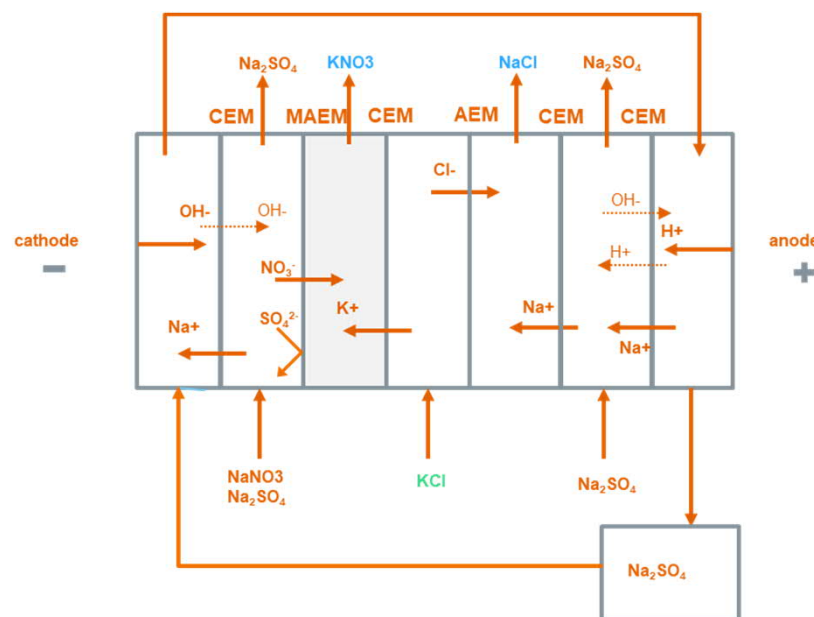 Na₂SO₄ KNO3 NaCl Na₂SO₄
CEM MAEM CEM AEM CEM CEM
Cl-
OH- OH- OH-
cathode H+ anode
H+
NO₃⁻
SO₄²⁻ K+ Na+
Na+ Na+
NaNO3 KCl Na₂SO₄
Na₂SO₄
Na₂SO₄